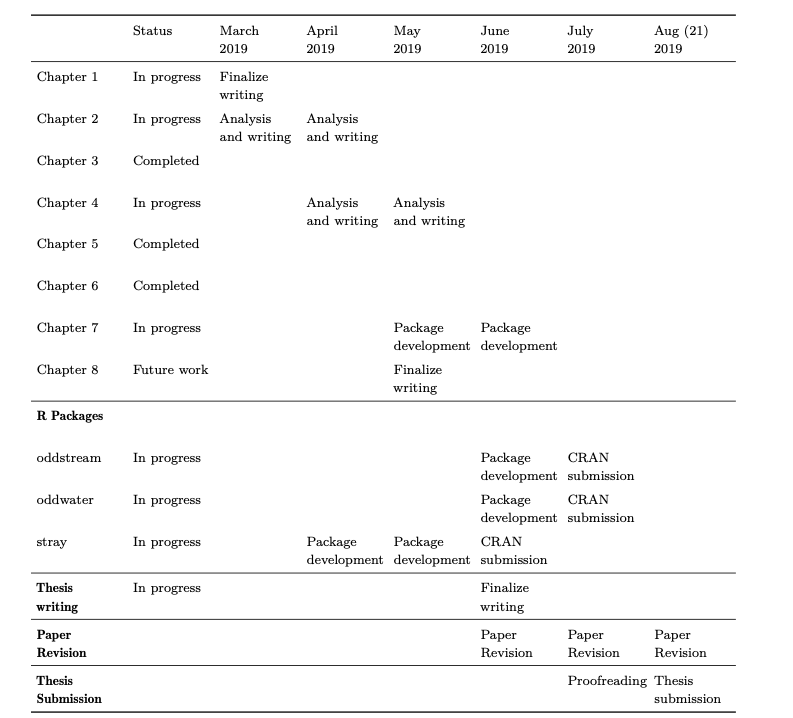 Status March April May June July Aug (21)
2019 2019 2019 2019 2019 2019
Chapter 1 In progress Finalize
writing
Chapter 2 In progress Analysis Analysis
and writing and writing
Chapter 3 Completed
Chapter 4 In progress Analysis Analysis
and writing and writing
Chapter 5 Completed
Chapter 6 Completed
Chapter 7 In progress Package Package
development development
Chapter 8 Future work Finalize
writing
R Packages
oddstream In progress Package CRAN
development submission
oddwater In progress Package CRAN
development submission
stray In progress Package Package CRAN
development development submission
Thesis In progress Finalize
writing writing
Paper Paper Paper Paper
Revision Revision Revision Revision
Thesis Proofreading Thesis
Submission submission